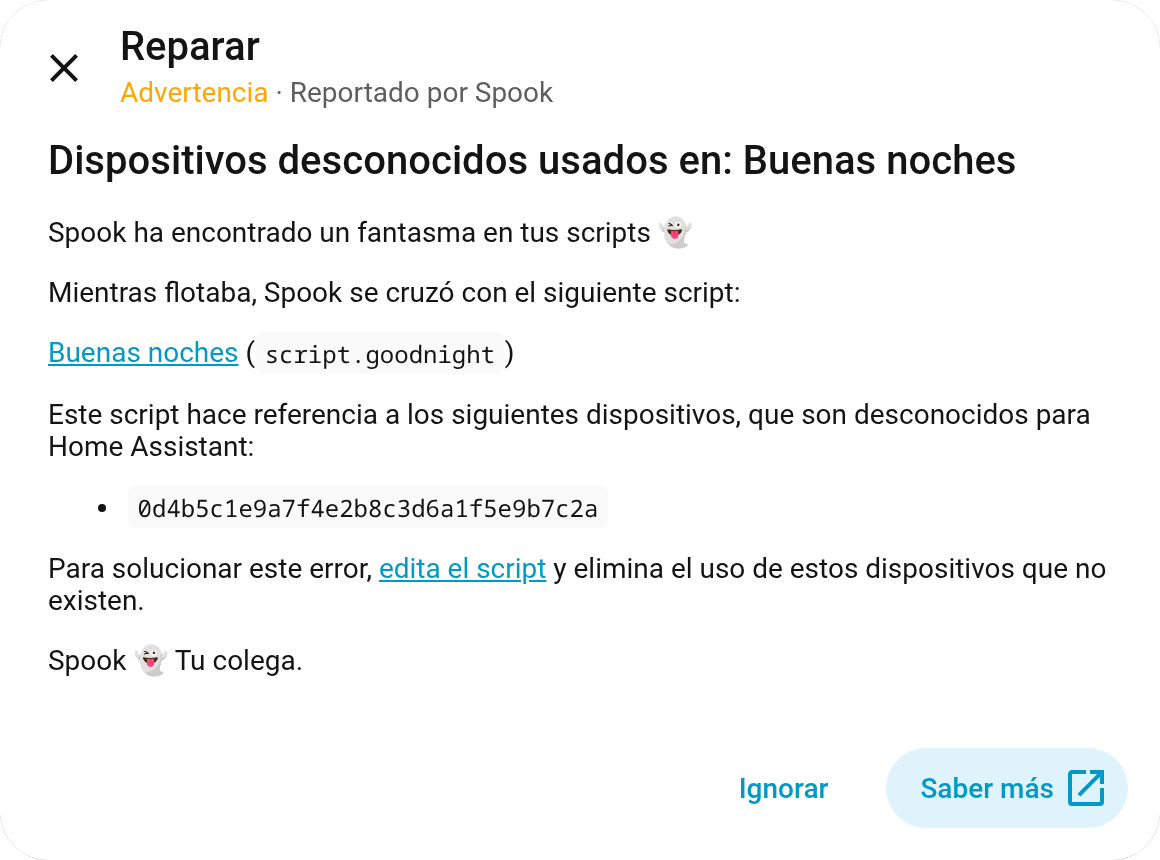 Reparar
Advertencia · Reportado por Spook
Dispositivos desconocidos usados en: Buenas noches
Spook ha encontrado un fantasma en tus scripts 👻
Mientras flotaba, Spook se cruzó con el siguiente script:
Buenas noches ( script.goodnight )
Este script hace referencia a los siguientes dispositivos, que son desconocidos para
Home Assistant:
• 0d4b5c1e9a7f4e2b8c3d6a1f5e9b7c2a
Para solucionar este error, edita el script y elimina el uso de estos dispositivos que no
existen.
Spook 👻 Tu colega.
Ignorar
Saber más